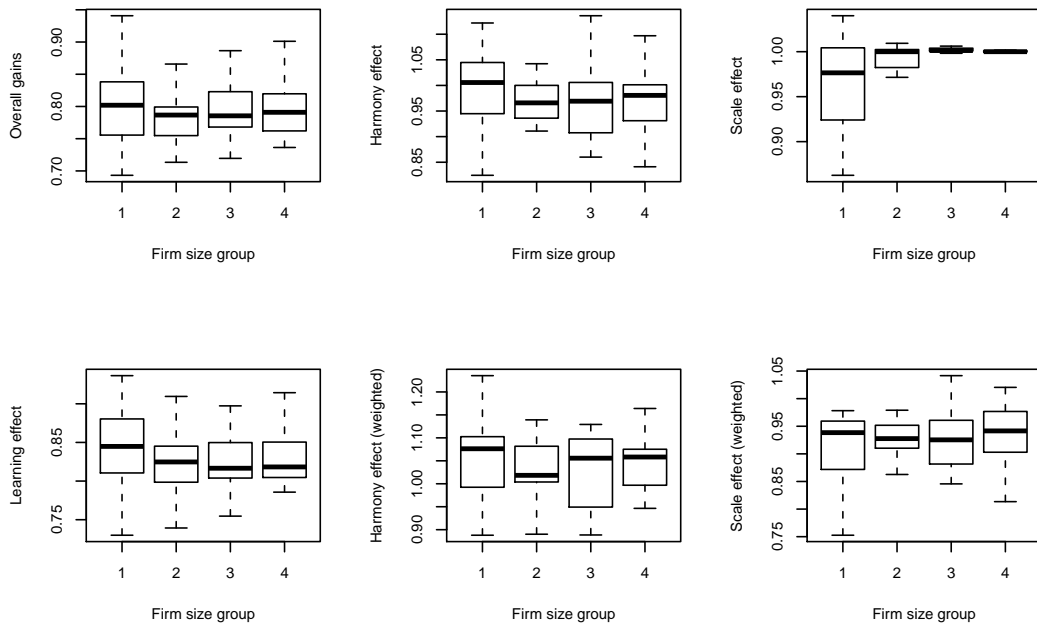 Overall gains
0.90
0.80
0.70
1 2 3 4
Firm size group
Harmony effect
1.05
0.95
0.85
1 2 3 4
Firm size group
Scale effect
1.00
0.95
0.90
1 2 3 4
Firm size group
Learning effect
0.85
0.75
1 2 3 4
Firm size group
Harmony effect (weighted)
1.20
1.10
1.00
0.90
1 2 3 4
Firm size group
Scale effect (weighted)
1.05
0.95
0.85
0.75
1 2 3 4
Firm size group